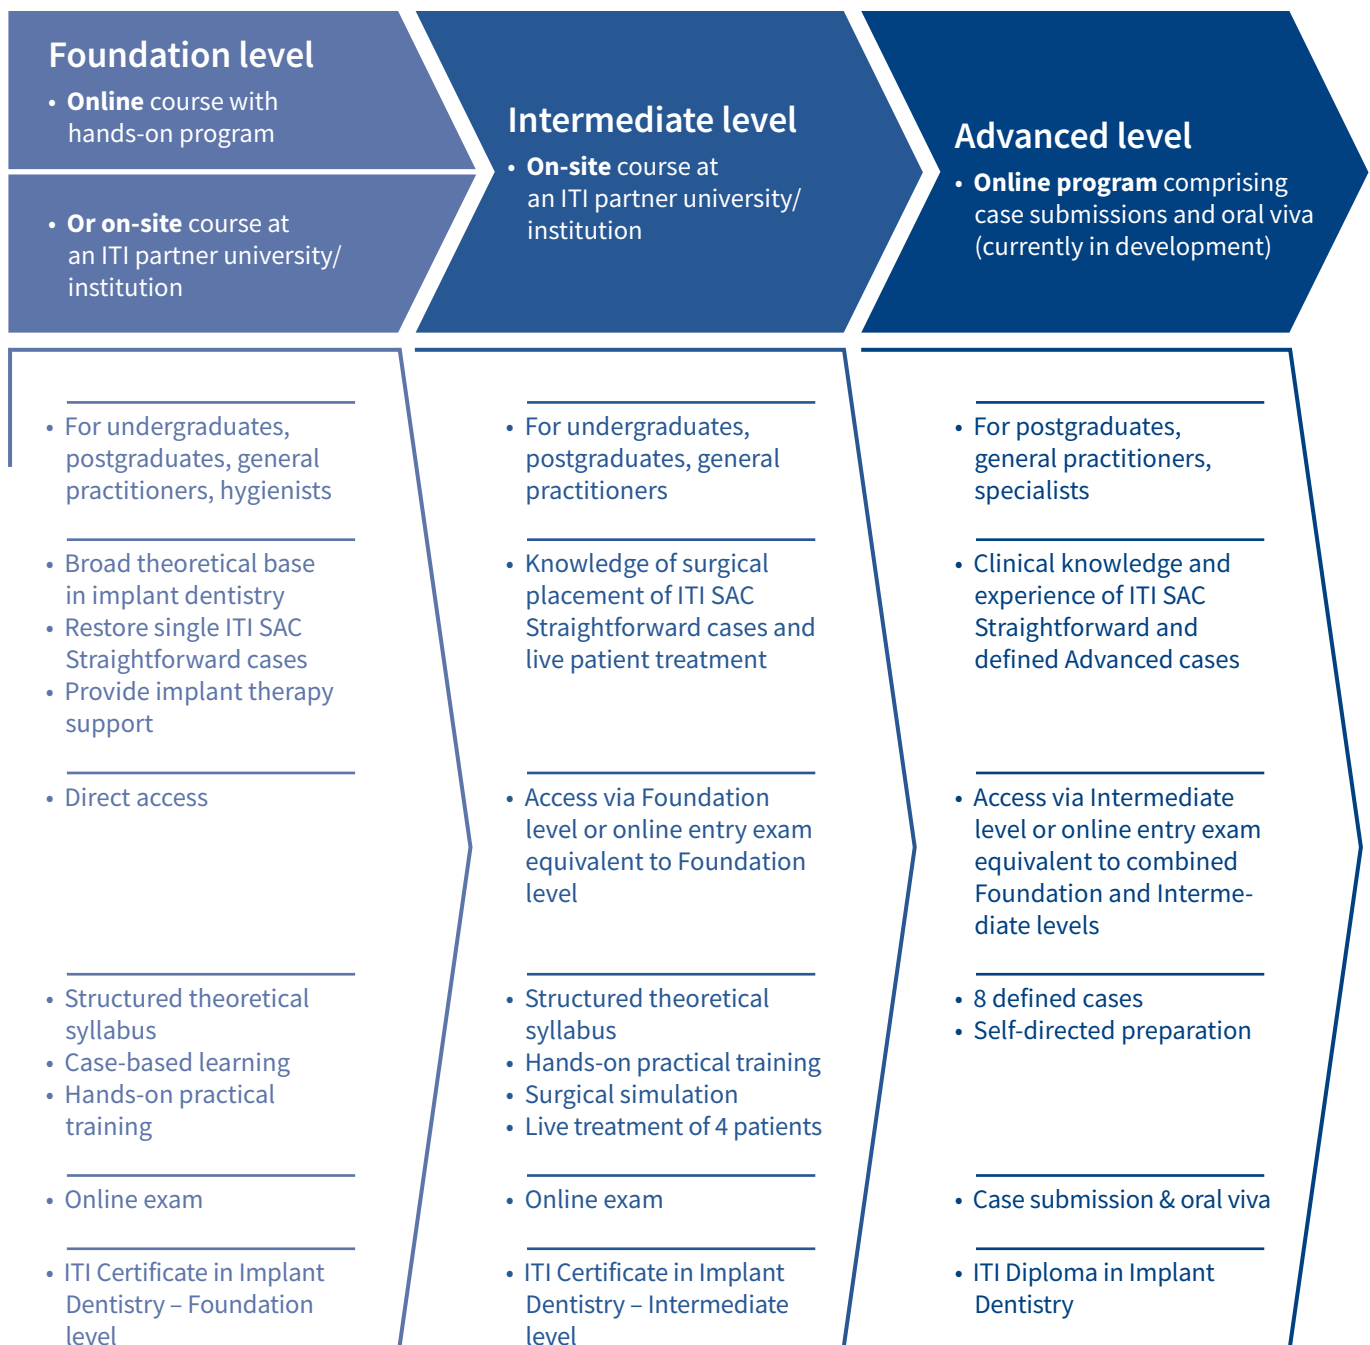 Foundation level
• Online course with
hands-on program
• Or on-site course at
an ITI partner university/
institution
Intermediate level
• On-site course at
an ITI partner university/
institution
Advanced level
• Online program comprising
case submissions and oral viva
(currently in development)
• For undergraduates,
postgraduates, general
practitioners, hygienists
• Broad theoretical base
in implant dentistry
• Restore single ITI SAC
Straightforward cases
• Provide implant therapy
support
• Direct access
• Structured theoretical
syllabus
• Case-based learning
• Hands-on practical
training
• Online exam
• ITI Certificate in Implant
Dentistry – Foundation
level
• For undergraduates,
postgraduates, general
practitioners
• Knowledge of surgical
placement of ITI SAC
Straightforward cases and
live patient treatment
• Access via Foundation
level or online entry exam
equivalent to Foundation
level
• Structured theoretical
syllabus
• Hands-on practical training
• Surgical simulation
• Live treatment of 4 patients
• Online exam
• ITI Certificate in Implant
Dentistry – Intermediate
level
• For postgraduates,
general practitioners,
specialists
• Clinical knowledge and
experience of ITI SAC
Straightforward and
defined Advanced cases
• Access via Intermediate
level or online entry exam
equivalent to combined
Foundation and Interme-
diate levels
• 8 defined cases
• Self-directed preparation
• Case submission & oral viva
• ITI Diploma in Implant
Dentistry